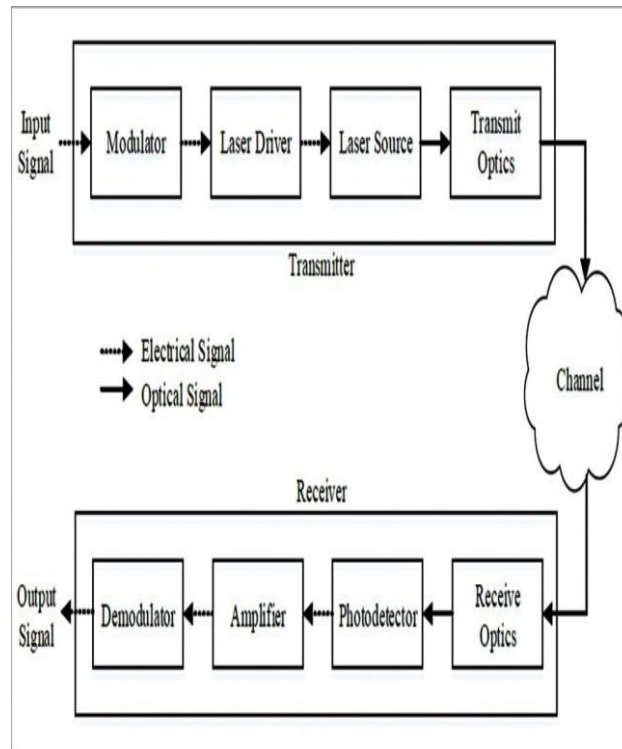 Input
Signal
Modulator
Laser Driver
Laser Source
Transmit
Optics
Transmitter
Electrical Signal
Optical Signal
Channel
Receiver
Output
Signal
Demodulator
Amplifier
Photodetector
Receive
Optics